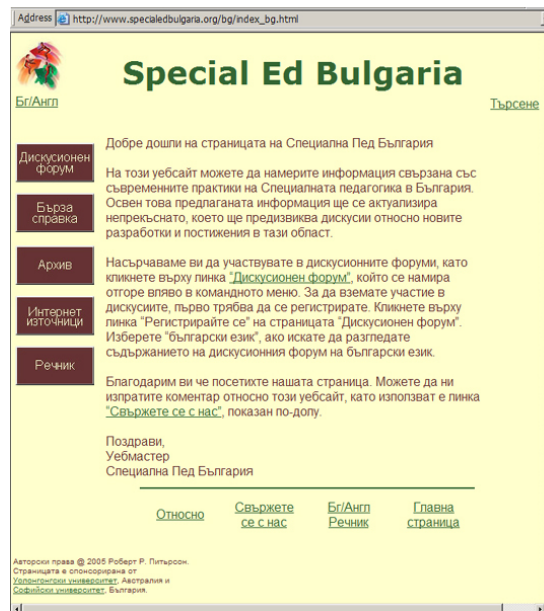 Address http://www.specialedbulgaria.org/bg/index_bg.html
Special Ed Bulgaria
Бг/Англ
Търсене
Дискусионен
форум
Бърза
справка
Архив
Интернет
източници
Речник
Добре дошли на страницата на Специална Пед България
На този уебсайт можете да намерите информация свързана със
съвременните практики на Специалната педагогика в България.
Освен това предлаганата информация ще се актуализира
непрекъснато, което ще предизвиква дискусии относно новите
разработки и постижения в тази област.
Насърчаваме ви да участвувате в дискусионните форуми, като
кликнете върху линка "Дискусионен форум", който се намира
отгоре вляво в командното меню. За да вземате участие в
дискусиите, първо трябва да се регистрирате. Кликнете върху
линка "Регистрирайте се" на страницата "Дискусионен форум".
Изберете "български език", ако искате да разгледате
съдържанието на дискусионния форум на български език.
Благодарим ви че посетихте нашата страница. Можете да ни
изпратите коментар относно този уебсайт, като използват е линка
"Свържете се с нас", показан по-долу.
Поздрави,
Уебмастер
Специална Пед България
Относно
Свържете
се с нас
Бг/Англ
Речник
Главна
страница
Авторски права @ 2005 Роберт Р. Питърсон.
Страницата е спонсорирана от
Уолонгонгски университет, Австралия и
Софийски университет, България.